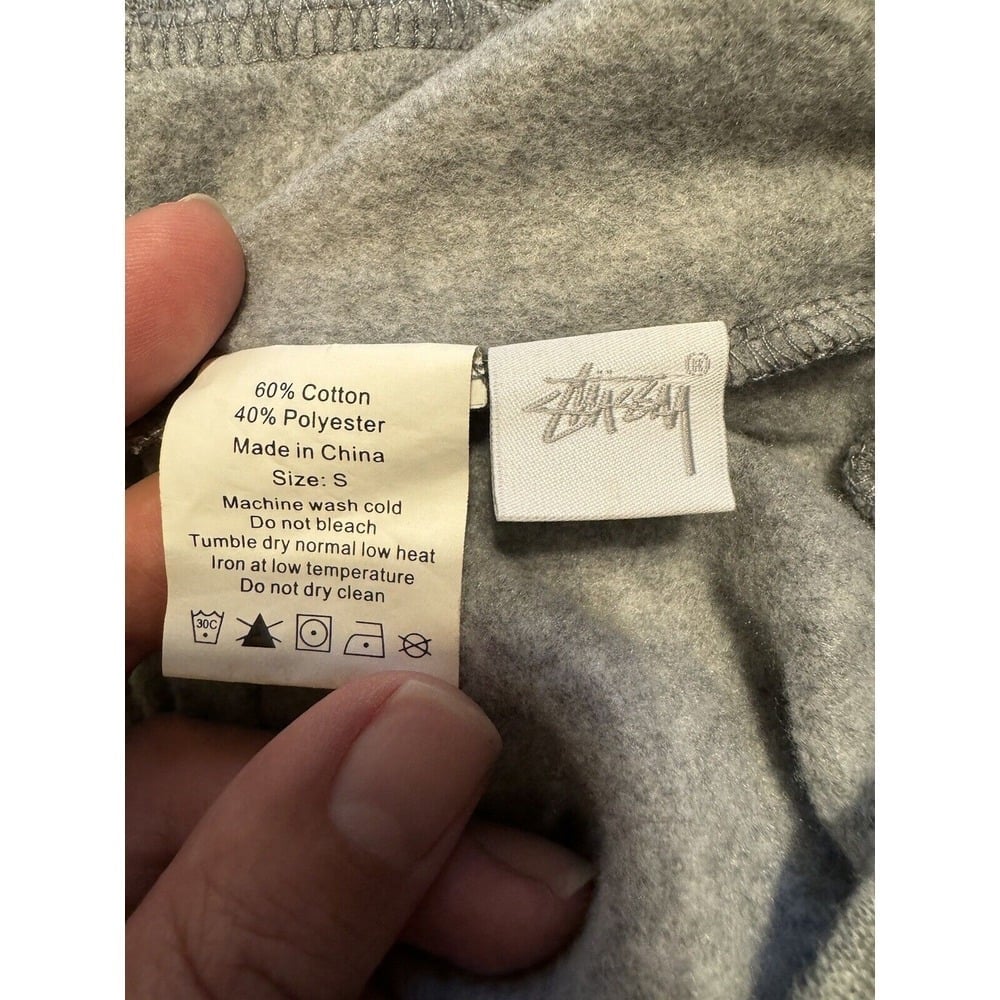 60% Cotton
40% Polyester
Made in China
Size: S
Machine wash cold
Do not bleach
Tumble dry normal low heat
Iron at low temperature
Do not dry clean
30C
STÜSSY ®